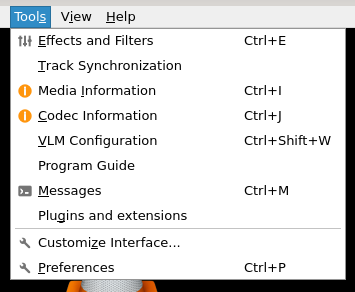 Tools View Help
Effects and Filters Ctrl+E
Track Synchronization
Media Information Ctrl+I
Codec Information Ctrl+J
VLM Configuration Ctrl+Shift+W
Program Guide
Messages Ctrl+M
Plugins and extensions
Customize Interface...
Preferences Ctrl+P